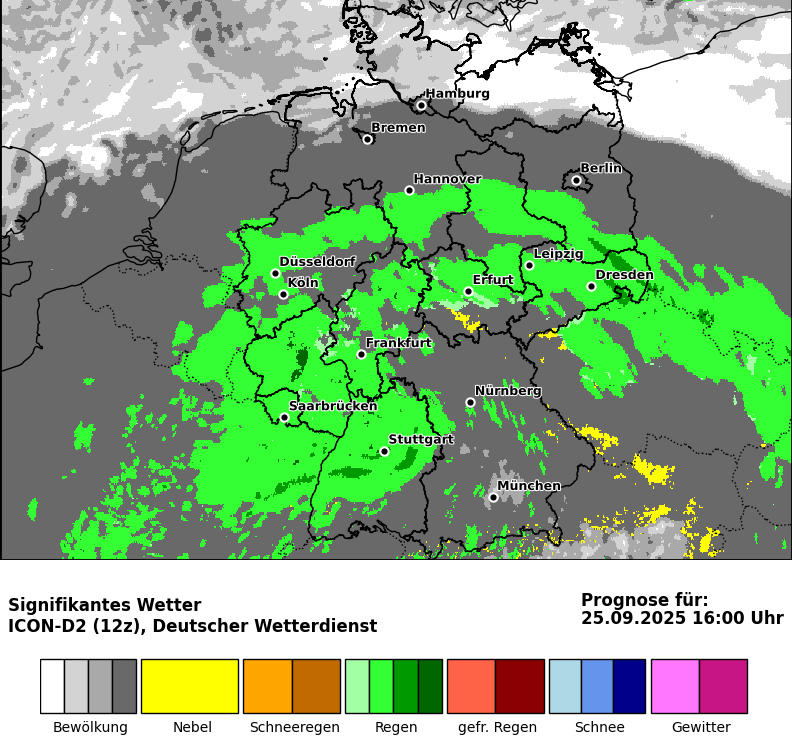 Hamburg
Bremen
Berlin
Hannover
Leipzig
Düsseldorf
Dresden
Köln
Erfurt
Frankfurt
Nürnberg
Saarbrücken
Stuttgart
München
Signifikantes Wetter
ICON-D2 (12z), Deutscher Wetterdienst
Prognose für:
25.09.2025 16:00 Uhr
Bewölkung
Nebel
Schneeregen
Regen
gefr. Regen
Schnee
Gewitter